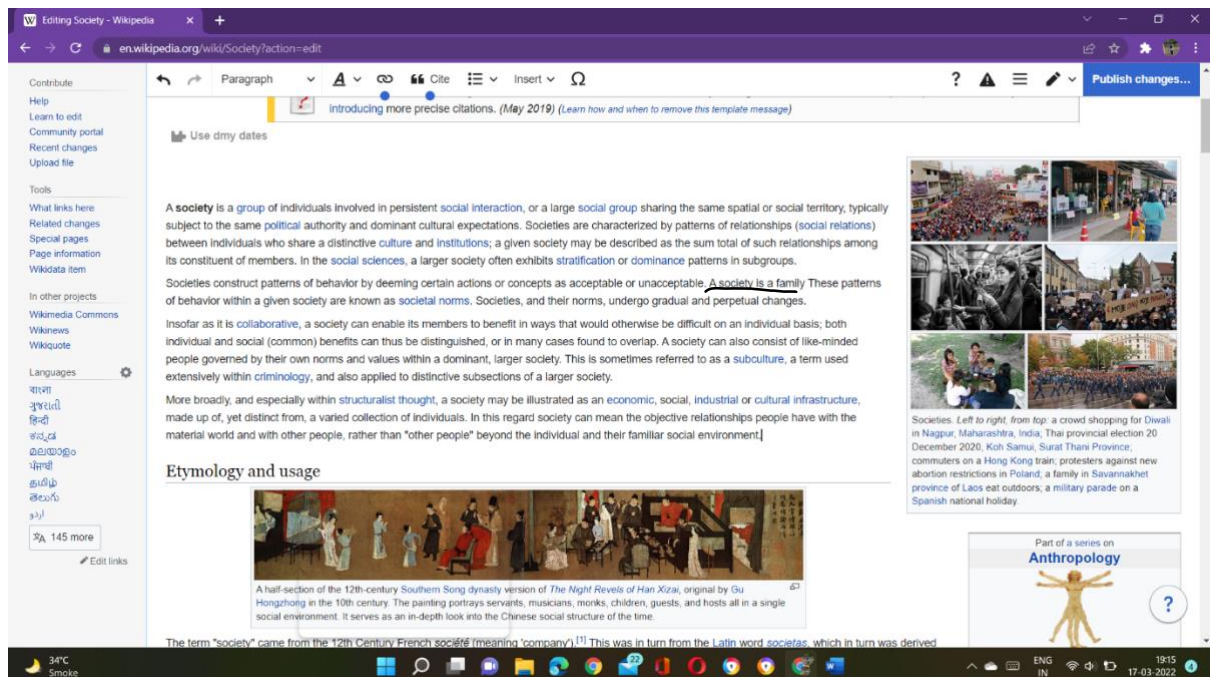 Editing Society - Wikipedia
en.wikipedia.org/wiki/Society?action=edit
Contribute
Help
Learn to edit
Community portal
Recent changes
Upload file
Tools
What links here
Related changes
Special pages
Page information
Wikidata item
In other projects
Wikimedia Commons
Wikinews
Wikiquote
Languages
বাংলা
ગુજરાતી
हिन्दी
ಕನ್ನಡ
മലയാളം
ਪੰਜਾਬੀ
தமிழ்
తెలుగు
اردو
145 more
Edit links
Paragraph A Cite Insert Ω ? Publish changes...
introducing more precise citations. (May 2019) (Learn how and when to remove this template message)
Use dmy dates
A society is a group of individuals involved in persistent social interaction, or a large social group sharing the same spatial or social territory, typically
subject to the same political authority and dominant cultural expectations. Societies are characterized by patterns of relationships (social relations)
between individuals who share a distinctive culture and institutions; a given society may be described as the sum total of such relationships among
its constituent of members. In the social sciences, a larger society often exhibits stratification or dominance patterns in subgroups.
Societies construct patterns of behavior by deeming certain actions or concepts as acceptable or unacceptable. A society is a family These patterns
of behavior within a given society are known as societal norms. Societies, and their norms, undergo gradual and perpetual changes.
Insofar as it is collaborative, a society can enable its members to benefit in ways that would otherwise be difficult on an individual basis; both
individual and social (common) benefits can thus be distinguished, or in many cases found to overlap. A society can also consist of like-minded
people governed by their own norms and values within a dominant, larger society. This is sometimes referred to as a subculture, a term used
extensively within criminology, and also applied to distinctive subsections of a larger society.
More broadly, and especially within structuralist thought, a society may be illustrated as an economic, social, industrial or cultural infrastructure,
made up of, yet distinct from, a varied collection of individuals. In this regard society can mean the objective relationships people have with the
material world and with other people, rather than "other people" beyond the individual and their familiar social environment.
Etymology and usage
A half-section of the 12th-century Southern Song dynasty version of The Night Revels of Han Xizai, original by Gu
Hongzhong in the 10th century. The painting portrays servants, musicians, monks, children, guests, and hosts all in a single
social environment. It serves as an in-depth look into the Chinese social structure of the time.
The term "society" came from the 12th Century French société (meaning 'company').[1] This was in turn from the Latin word societas, which in turn was derived
Societies. Left to right, from top: a crowd shopping for Diwali
in Nagpur, Maharashtra, India; Thai provincial election 20
December 2020, Koh Samui, Surat Thani Province;
commuters on a Hong Kong train; protesters against new
abortion restrictions in Poland; a family in Savannakhet
province of Laos eat outdoors; a military parade on a
Spanish national holiday.
Part of a series on
Anthropology
?
34°C
Smoke
22
ENG
IN
19:15
17-03-2022
4